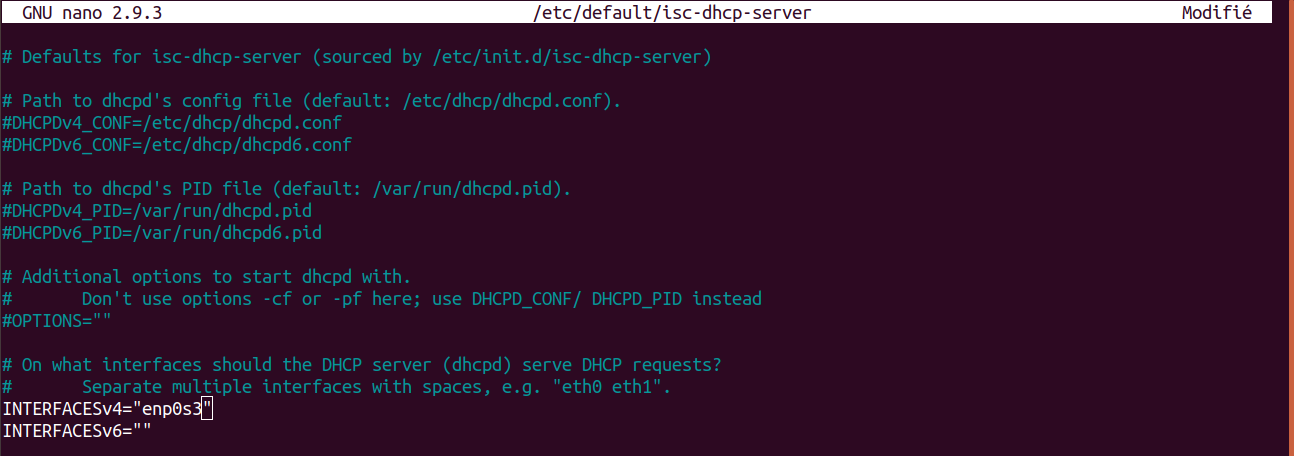 GNU nano 2.9.3 /etc/default/isc-dhcp-server Modifié
# Defaults for isc-dhcp-server (sourced by /etc/init.d/isc-dhcp-server)
# Path to dhcpd's config file (default: /etc/dhcp/dhcpd.conf).
#DHCPDv4_CONF=/etc/dhcp/dhcpd.conf
#DHCPDv6_CONF=/etc/dhcp/dhcpd6.conf
# Path to dhcpd's PID file (default: /var/run/dhcpd.pid).
#DHCPDv4_PID=/var/run/dhcpd.pid
#DHCPDv6_PID=/var/run/dhcpd6.pid
# Additional options to start dhcpd with.
#       Don't use options -cf or -pf here; use DHCPD_CONF/ DHCPD_PID instead
#OPTIONS=""
# On what interfaces should the DHCP server (dhcpd) serve DHCP requests?
#       Separate multiple interfaces with spaces, e.g. "eth0 eth1".
INTERFACESv4="enp0s3"
INTERFACESv6=""